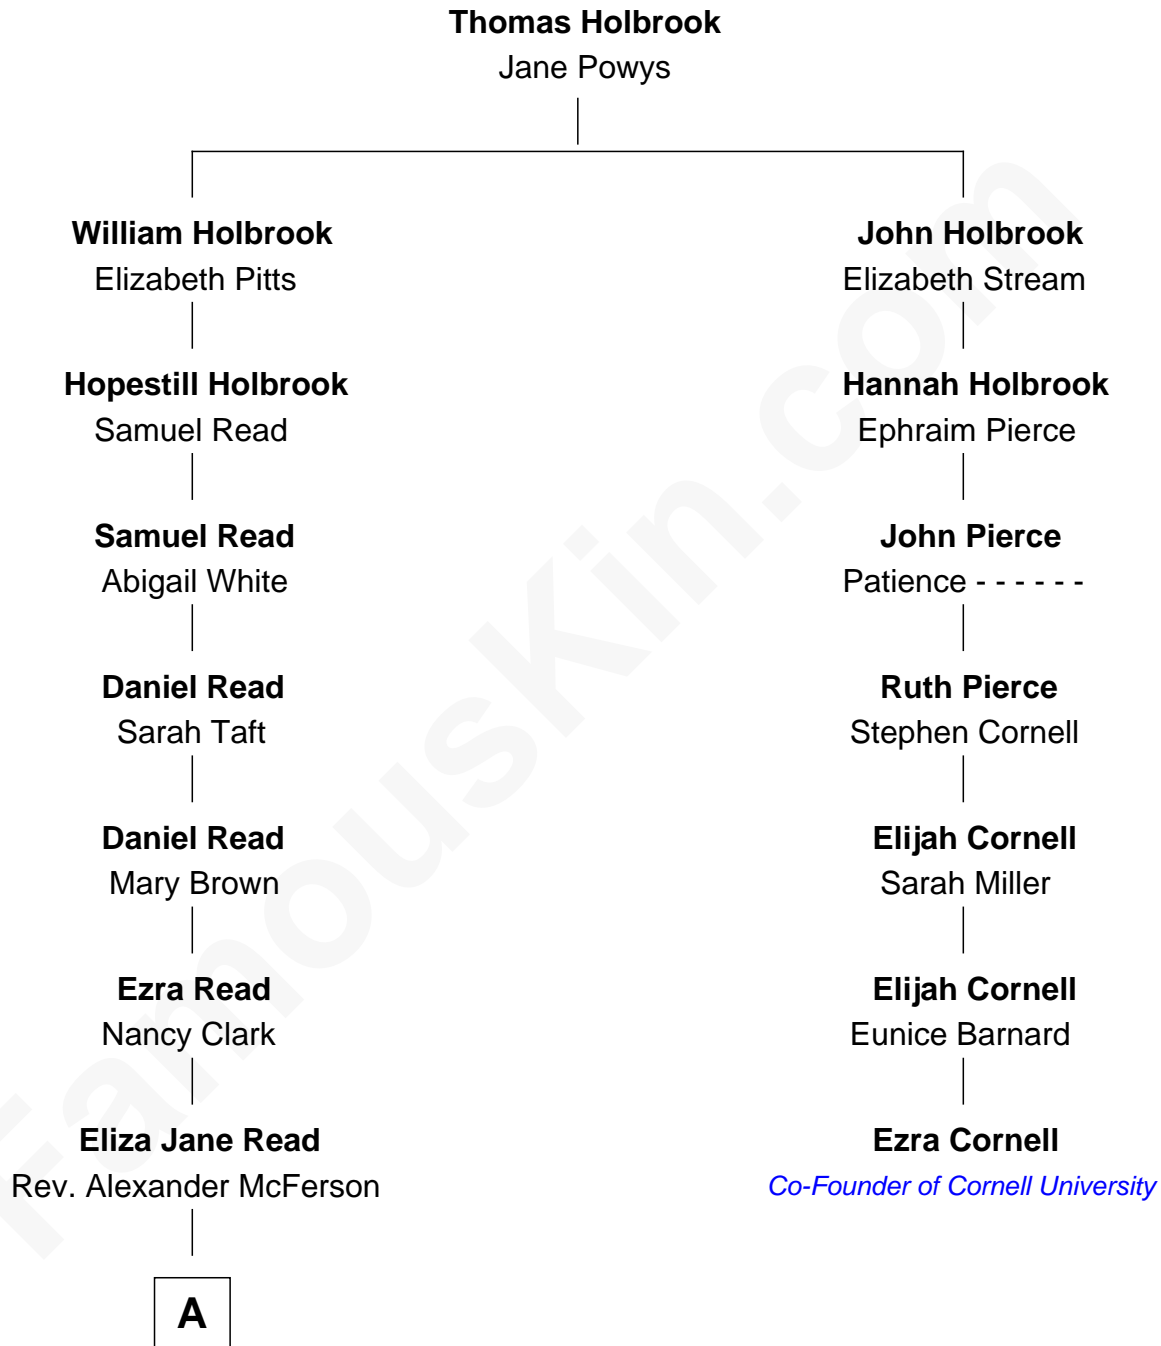 Thomas Holbrook
Jane Powys
William Holbrook
Elizabeth Pitts
John Holbrook
Elizabeth Stream
Hopestill Holbrook
Samuel Read
Hannah Holbrook
Ephraim Pierce
Samuel Read
Abigail White
John Pierce
Patience - - - - - -
Daniel Read
Sarah Taft
Ruth Pierce
Stephen Cornell
Daniel Read
Mary Brown
Elijah Cornell
Sarah Miller
Ezra Read
Nancy Clark
Elijah Cornell
Eunice Barnard
Eliza Jane Read
Rev. Alexander McFerson
Ezra Cornell
Co-Founder of Cornell University
A
FamousKin.com